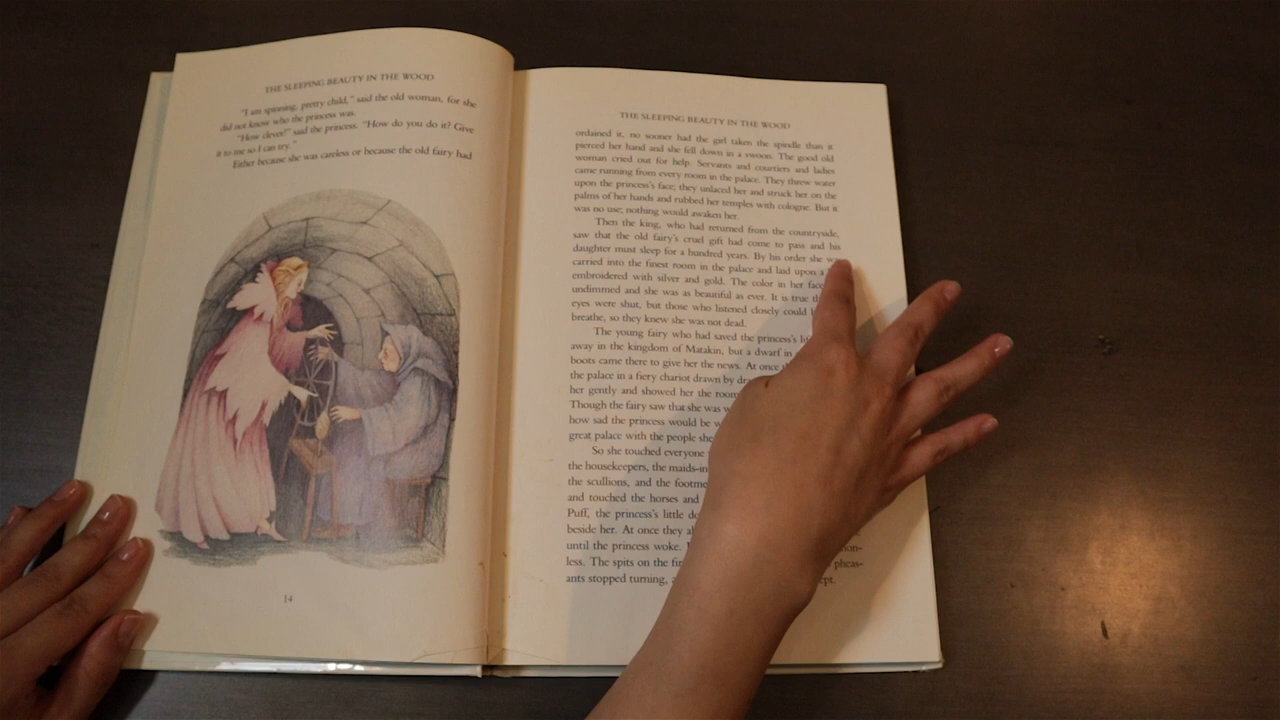 THE SLEEPING BEAUTY IN THE WOOD
"I am spinning, pretty child," said the old woman, for she
did not know who the princess was.
"How clever!" said the princess. "How do you do it? Give
it to me so I can try."
Either because she was careless or because the old fairy had
14
THE SLEEPING BEAUTY IN THE WOOD
ordained it, no sooner had the girl taken the spindle than it
pierced her hand and she fell down in a swoon. The good old
woman cried out for help. Servants and courtiers and ladies
came running from every room in the palace. They threw water
upon the princess's face; they unlaced her and struck her on the
palms of her hands and rubbed her temples with cologne. But it
was no use; nothing would awaken her.
Then the king, who had returned from the countryside,
saw that the old fairy's cruel gift had come to pass and his
daughter must sleep for a hundred years. By his order she was
carried into the finest room in the palace and laid upon a
embroidered with silver and gold. The color in her face
undimmed and she was as beautiful as ever. It is true
eyes were shut, but those who listened closely could
breathe, so they knew she was not dead.
The young fairy who had saved the princess's
away in the kingdom of Matakin, but a dwarf in
boots came there to give her the news. At once
the palace in a fiery chariot drawn by
her gently and showed her the room
Though the fairy saw that she was
how sad the princess would be
great palace with the people she
So she touched everyone
the housekeepers, the
the scullions, and the
and touched the horses and
Puff, the princess's little
beside her. At once they
until the princess woke.
less. The spits on the
ants stopped turning,